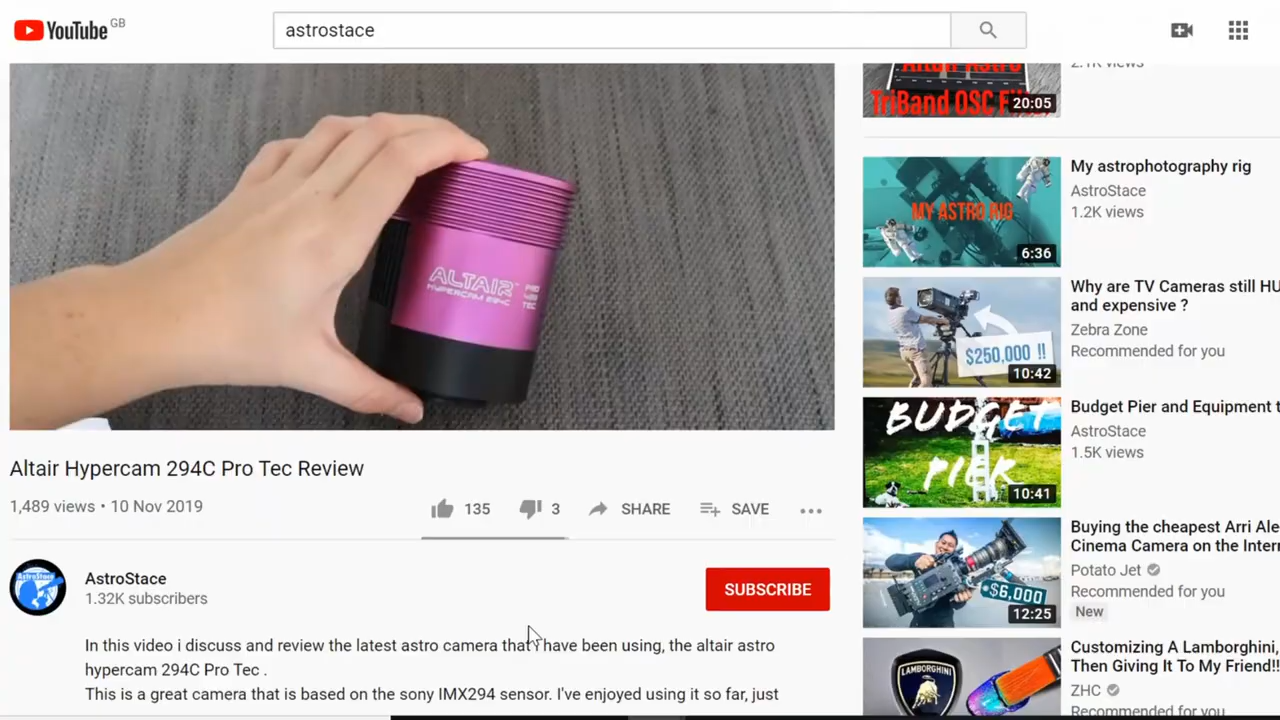 YouTube GB
astrostace
Altair Astro
TriBand OSC
20:05
ALTAIR™
HYPERCAM 294C
PRO
TEC
MY ASTRO RIG
6:36
My astrophotography rig
AstroStace
1.2K views
$250,000 !!
10:42
Why are TV Cameras still HU
and expensive ?
Zebra Zone
Recommended for you
BUDGET
PIER
10:41
Budget Pier and Equipment t
AstroStace
1.5K views
$6,000
12:25
Buying the cheapest Arri Ale
Cinema Camera on the Intern
Potato Jet
Recommended for you
New
LAMBORGHINI
Customizing A Lamborghini,
Then Giving It To My Friend!!
ZHC
Recommended for you
Altair Hypercam 294C Pro Tec Review
1,489 views • 10 Nov 2019
135
3
SHARE
SAVE
AstroStace
AstroStace
1.32K subscribers
SUBSCRIBE
In this video i discuss and review the latest astro camera that i have been using, the altair astro
hypercam 294C Pro Tec .
This is a great camera that is based on the sony IMX294 sensor. I've enjoyed using it so far, just